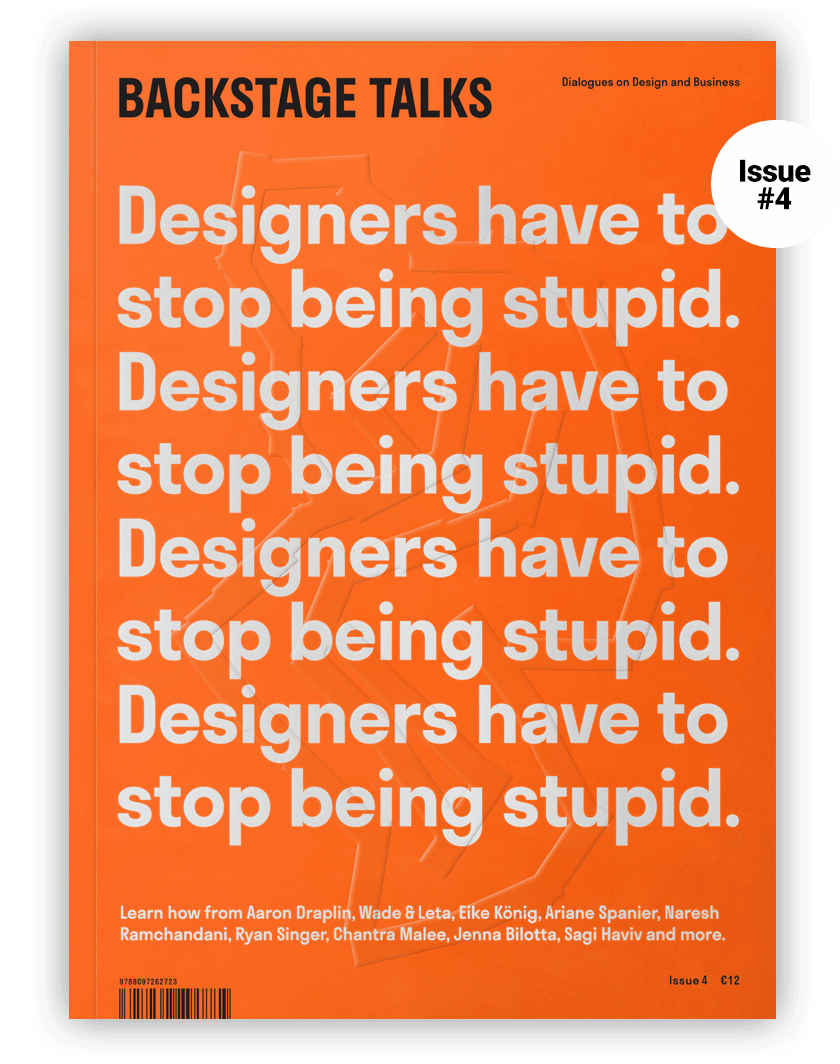 BACKSTAGE TALKS
Dialogues on Design and Business
Issue
#4
Designers have to
stop being stupid.
Designers have to
stop being stupid.
Designers have to
stop being stupid.
Designers have to
stop being stupid.
Learn how from Aaron Draplin, Wade & Leta, Eike König, Ariane Spanier, Naresh
Ramchandani, Ryan Singer, Chantra Malee, Jenna Bilotta, Sagi Haviv and more.
9788097262723
Issue 4 €12